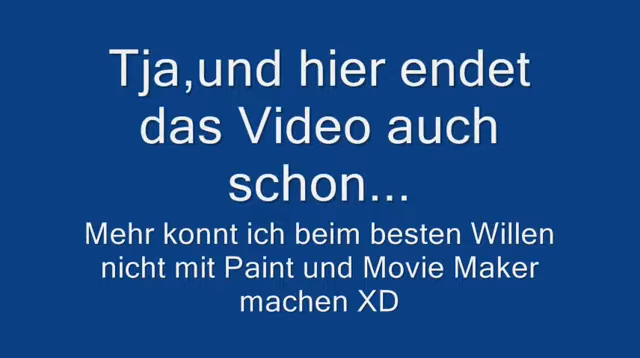 Tja,und hier endet
das Video auch
schon...
Mehr konnt ich beim besten Willen
nicht mit Paint und Movie Maker
machen XD